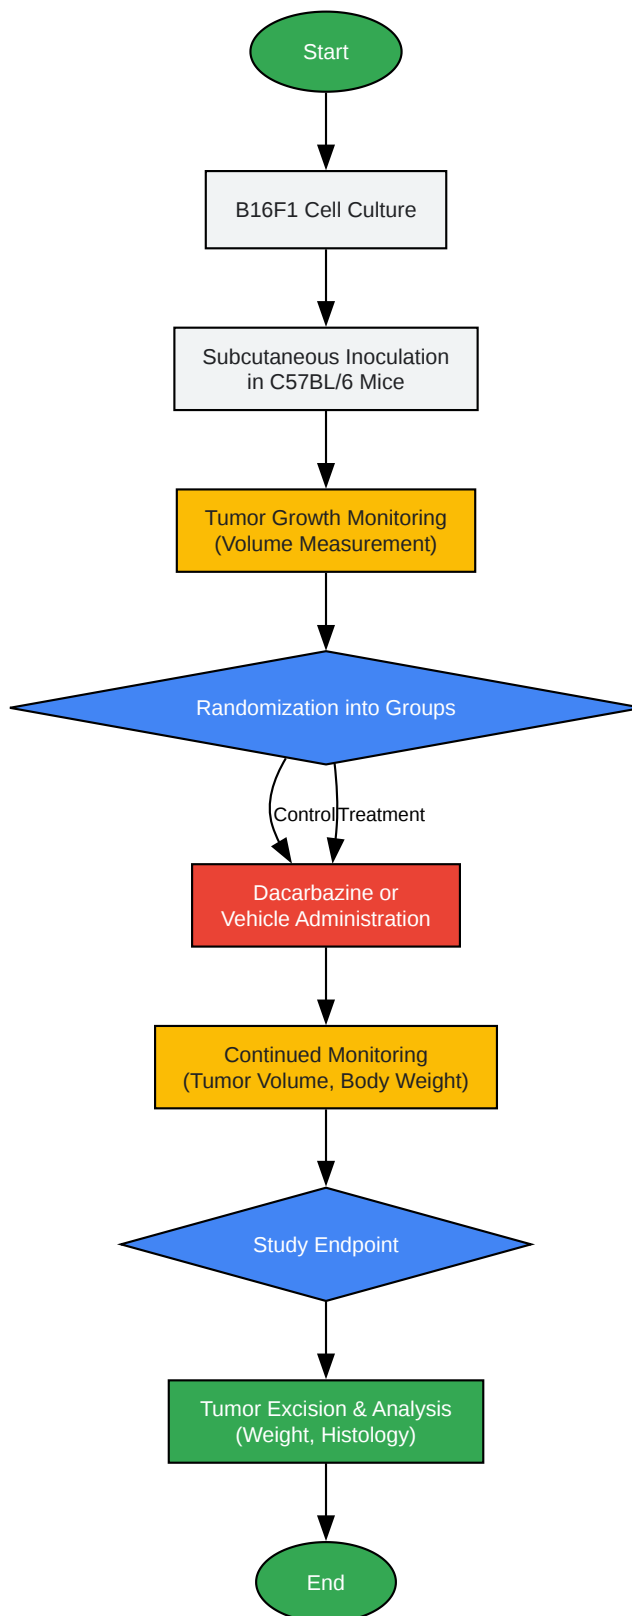 Start
B16F1 Cell Culture
Subcutaneous Inoculation
in C57BL/6 Mice
Tumor Growth Monitoring
(Volume Measurement)
Randomization into Groups
Control
Treatment
Dacarbazine or
Vehicle Administration
Continued Monitoring
(Tumor Volume, Body Weight)
Study Endpoint
Tumor Excision & Analysis
(Weight, Histology)
End